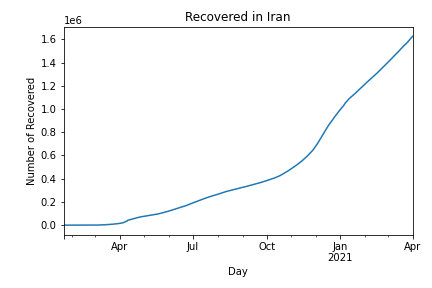 Recovered in Iran
1e6
1.6
1.4
1.2
1.0
0.8
0.6
0.4
0.2
0.0
Number of Recovered
Apr
Jul
Oct
Jan
2021
Apr
Day